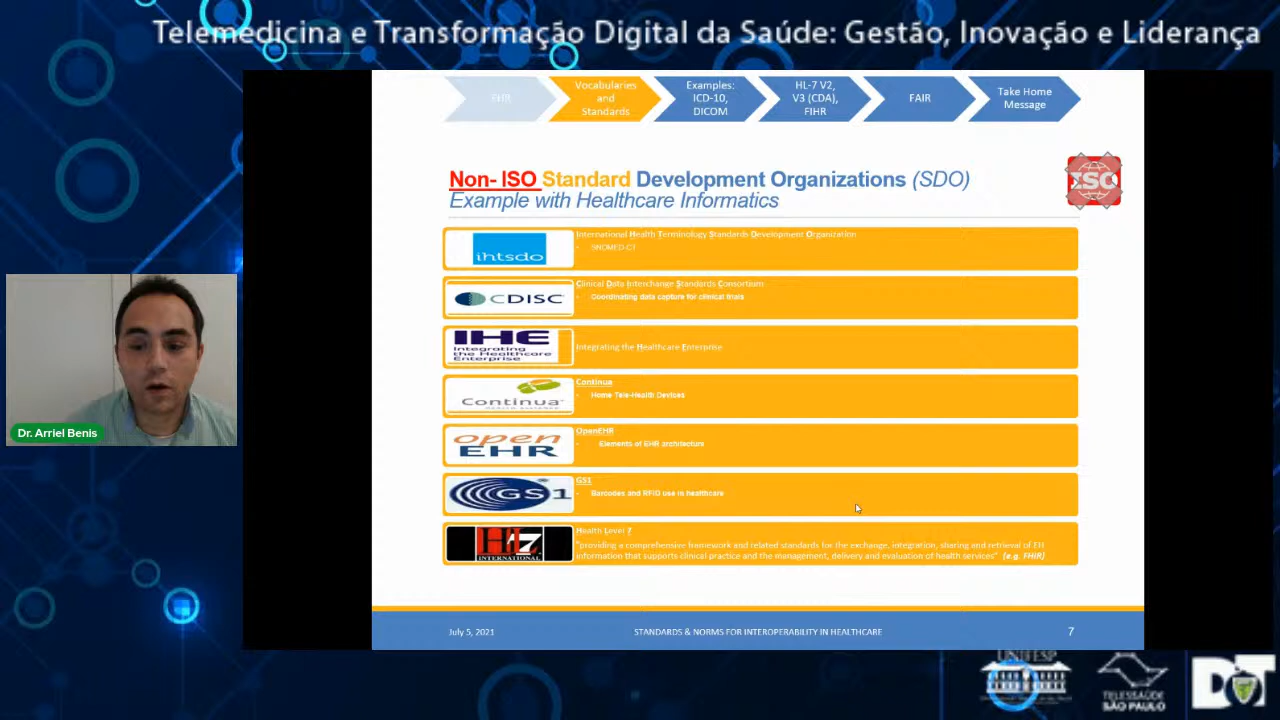 Telemedicina e Transformação Digital da Saúde: Gestão, Inovação e Liderança
EHR
Vocabularies
and
Standards
Examples:
ICD-10,
DICOM
HL-7 V2,
V3 (CDA),
FIHR
FAIR
Take Home
Message
Non- ISO Standard Development Organizations (SDO)
Example with Healthcare Informatics
ISO
ihtsdo
International Health Terminology Standards Development Organization
- SNOMED-CT
CDISC
Clinical Data Interchange Standards Consortium
- Coordinating data capture for clinical trials
IHE
Integrating
the Healthcare
Enterprise
Integrating the Healthcare Enterprise
Continua
Continua
- Home Tele-Health Devises
open
EHR
OpenEHR
- Elements of EHR architecture
GS1
GS1
- Barcodes and RFID use in healthcare
HL7
INTERNATIONAL
Health Level 7
"providing a comprehensive framework and related standards for the exchange, integration, sharing and retrieval of EH
information that supports clinical practice and the management, delivery and evaluation of health services" (e.g. FHIR)
July 5, 2021
STANDARDS & NORMS FOR INTEROPERABILITY IN HEALTHCARE
7
Dr. Arriel Benis
UNIFESP
TELESSAÚDE
SÃO PAULO